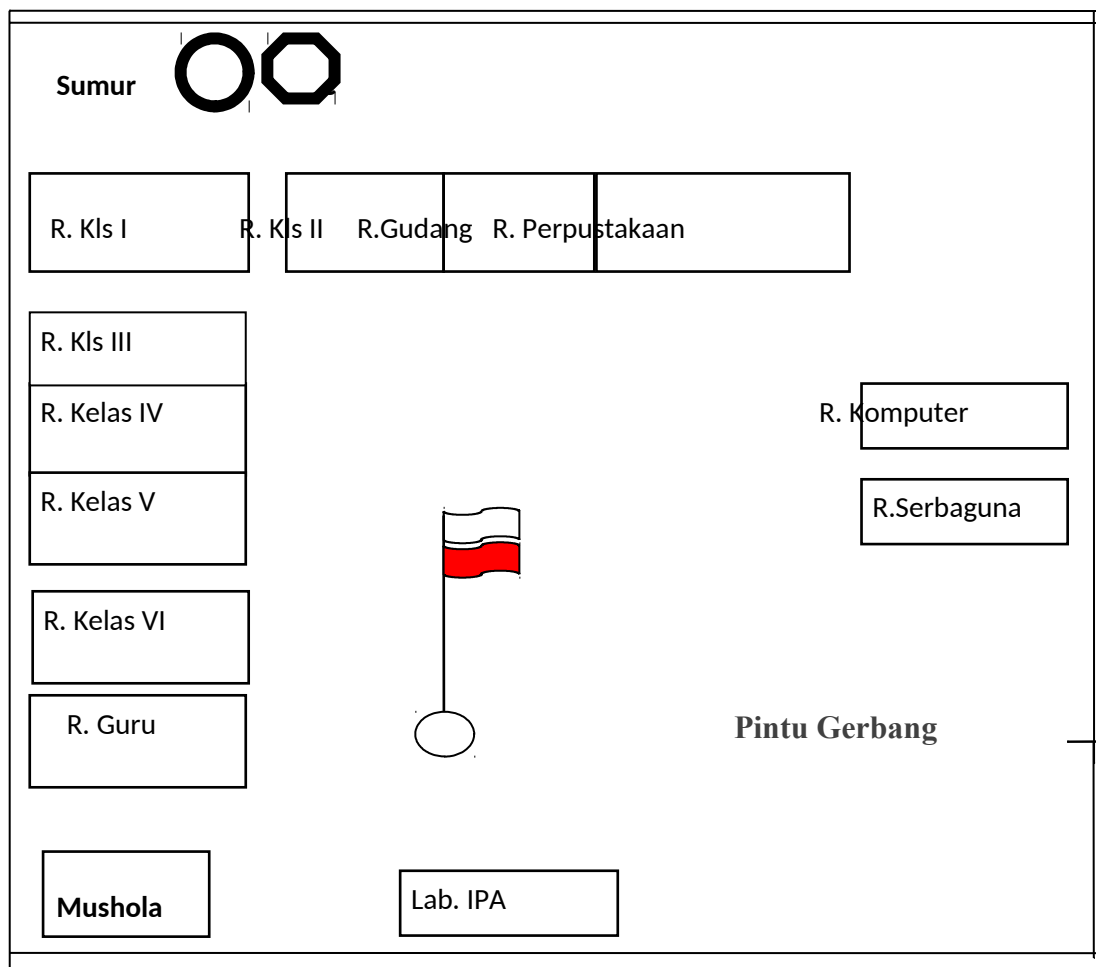 Sumur
R. Kls I
R. Kls II
R.Gudang
R. Perpustakaan
R. Kls III
R. Kelas IV
R. Komputer
R. Kelas V
R.Serbaguna
R. Kelas VI
R. Guru
Pintu Gerbang
Mushola
Lab. IPA